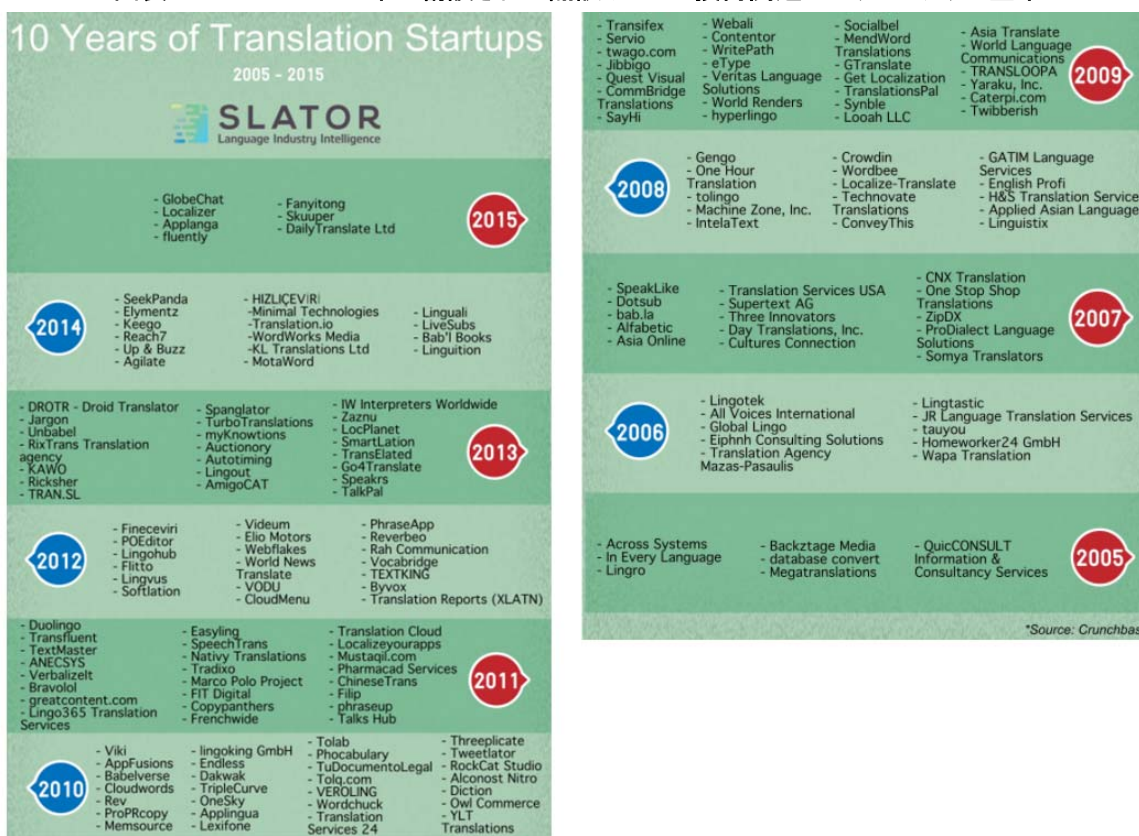 10 Years of Translation Startups
2005 - 2015
SLATOR
Language Industry Intelligence
- GlobeChat
- Localizer
- Applanga
- fluently
- Fanyitong
- Skuuper
- DailyTranslate Ltd
2015
2014
- SeekPanda
- Elymentz
- Keego
- Reach7
- Up & Buzz
- Agilate
- HIZLIÇEVİRİ
-Minimal Technologies
-Translation.io
-WordWorks Media
-KL Translations Ltd
- MotaWord
- Linguali
- LiveSubs
- Bab'l Books
- Linguition
- DROTR - Droid Translator
- Jargon
- Unbabel
- RixTrans Translation
agency
- KAWO
- Ricksher
- TRAN.SL
- Spanglator
- TurboTranslations
- myKnowtions
- Auctionory
- Autotiming
- Lingout
- AmigoCAT
- IW Interpreters Worldwide
- Zaznu
- LocPlanet
- SmartLation
- TransElated
- Go4Translate
- Speakrs
- TalkPal
2013
2012
- Fineceviri
- POEditor
- Lingohub
- Flitto
- Lingvus
- Softlation
- Videum
- Elio Motors
- Webflakes
- World News
Translate
- VODU
- CloudMenu
- PhraseApp
- Reverbeo
- Rah Communication
- Vocabridge
- TEXTKING
- Byvox
- Translation Reports (XLATN)
- Duolingo
- Transfluent
- TextMaster
- ANECSYS
- VerbalizeIt
- Bravolol
- greatcontent.com
- Lingo365 Translation
Services
- Easyling
- SpeechTrans
- Nativy Translations
- Tradixo
- Marco Polo Project
- FIT Digital
- Copypanthers
- Frenchwide
- Translation Cloud
- Localizeyourapps
- Mustaqil.com
- Pharmacad Services
- ChineseTrans
- Filip
- phraseup
- Talks Hub
2011
2010
- Viki
- AppFusions
- Babelverse
- Cloudwords
- Rev
- ProPRcopy
- Memsource
- lingoking GmbH
- Endless
- Dakwak
- TripleCurve
- OneSky
- Applingua
- Lexifone
- Tolab
- Phocabulary
- TuDocumentoLegal
- Tolq.com
- VEROLING
- Wordchuck
- Translation
Services 24
- Threeplicate
- Tweetlator
- RockCat Studio
- Alconost Nitro
- Diction
- Owl Commerce
- YLT
Translations
- Transifex
- Servio
- twago.com
- Jibbigo
- Quest Visual
- CommBridge
Translations
- SayHi
- Webali
- Contentor
- WritePath
- eType
- Veritas Language
Solutions
- World Renders
- hyperlingo
- Socialbel
- MendWord
Translations
- GTranslate
- Get Localization
- TranslationsPal
- Synble
- Looah LLC
- Asia Translate
- World Language
Communications
- TRANSLOOPA
- Yaraku, Inc.
- Caterpi.com
- Twibberish
2009
2008
- Gengo
- One Hour
Translation
- tolingo
- Machine Zone, Inc.
- IntelaText
- Crowdin
- Wordbee
- Localize-Translate
- Technovate
Translations
- ConveyThis
- GATIM Language
Services
- English Profi
- H&S Translation Service
- Applied Asian Language
- Linguistix
- SpeakLike
- Dotsub
- bab.la
- Alfabetic
- Asia Online
- Translation Services USA
- Supertext AG
- Three Innovators
- Day Translations, Inc.
- Cultures Connection
- CNX Translation
- One Stop Shop
Translations
- ZipDX
- ProDialect Language
Solutions
- Somya Translators
2007
2006
- Lingotek
- All Voices International
- Global Lingo
- Eiphnh Consulting Solutions
- Translation Agency
Mazas-Pasaulis
- Lingtastic
- JR Language Translation Services
- tauyou
- Homeworker24 GmbH
- Wapa Translation
- Across Systems
- In Every Language
- Lingro
- Backztage Media
- database convert
- Megatranslations
- QuicCONSULT
Information &
Consultancy Services
2005
*Source: Crunchbas